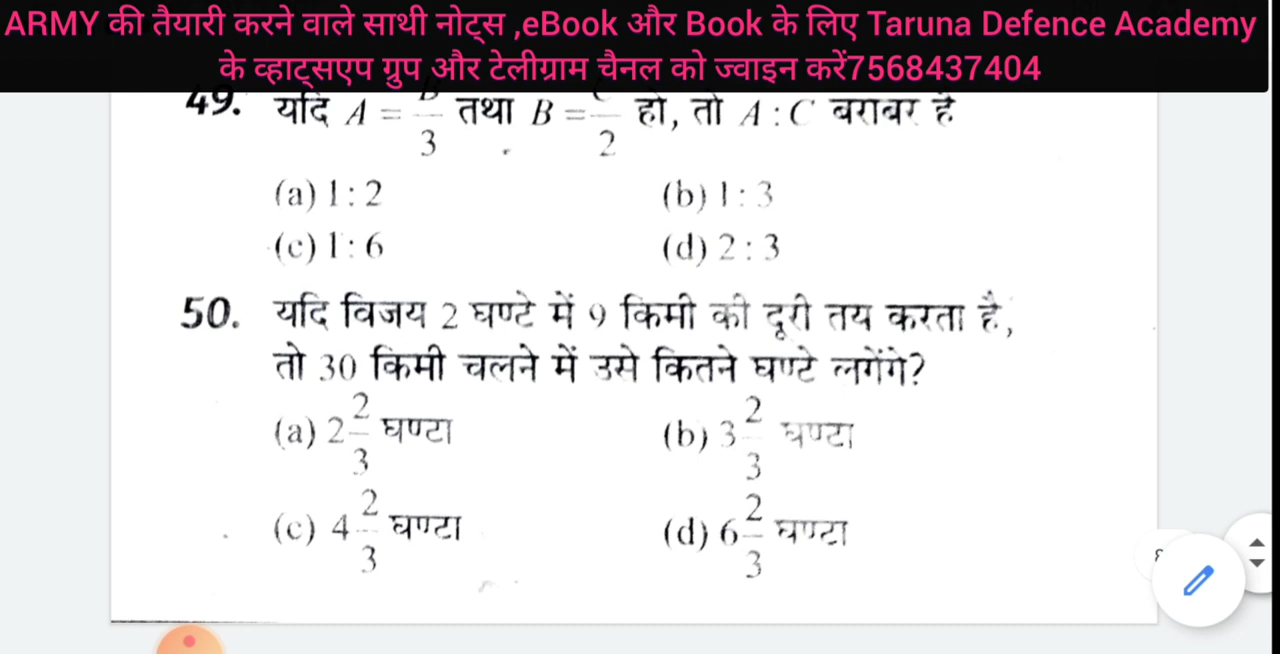 ARMY की तैयारी करने वाले साथी नोट्स ,eBook और Book के लिए Taruna Defence Academy
के व्हाट्सएप ग्रुप और टेलीग्राम चैनल को ज्वाइन करें7568437404
49. यदि A = B/3 तथा B = C/2 हो, तो A : C बराबर है
(a) 1 : 2 (b) 1 : 3
(c) 1 : 6 (d) 2 : 3
50. यदि विजय 2 घण्टे में 9 किमी की दूरी तय करता है,
तो 30 किमी चलने में उसे कितने घण्टे लगेंगे?
(a) 2 2/3 घण्टा (b) 3 2/3 घण्टा
(c) 4 2/3 घण्टा (d) 6 2/3 घण्टा